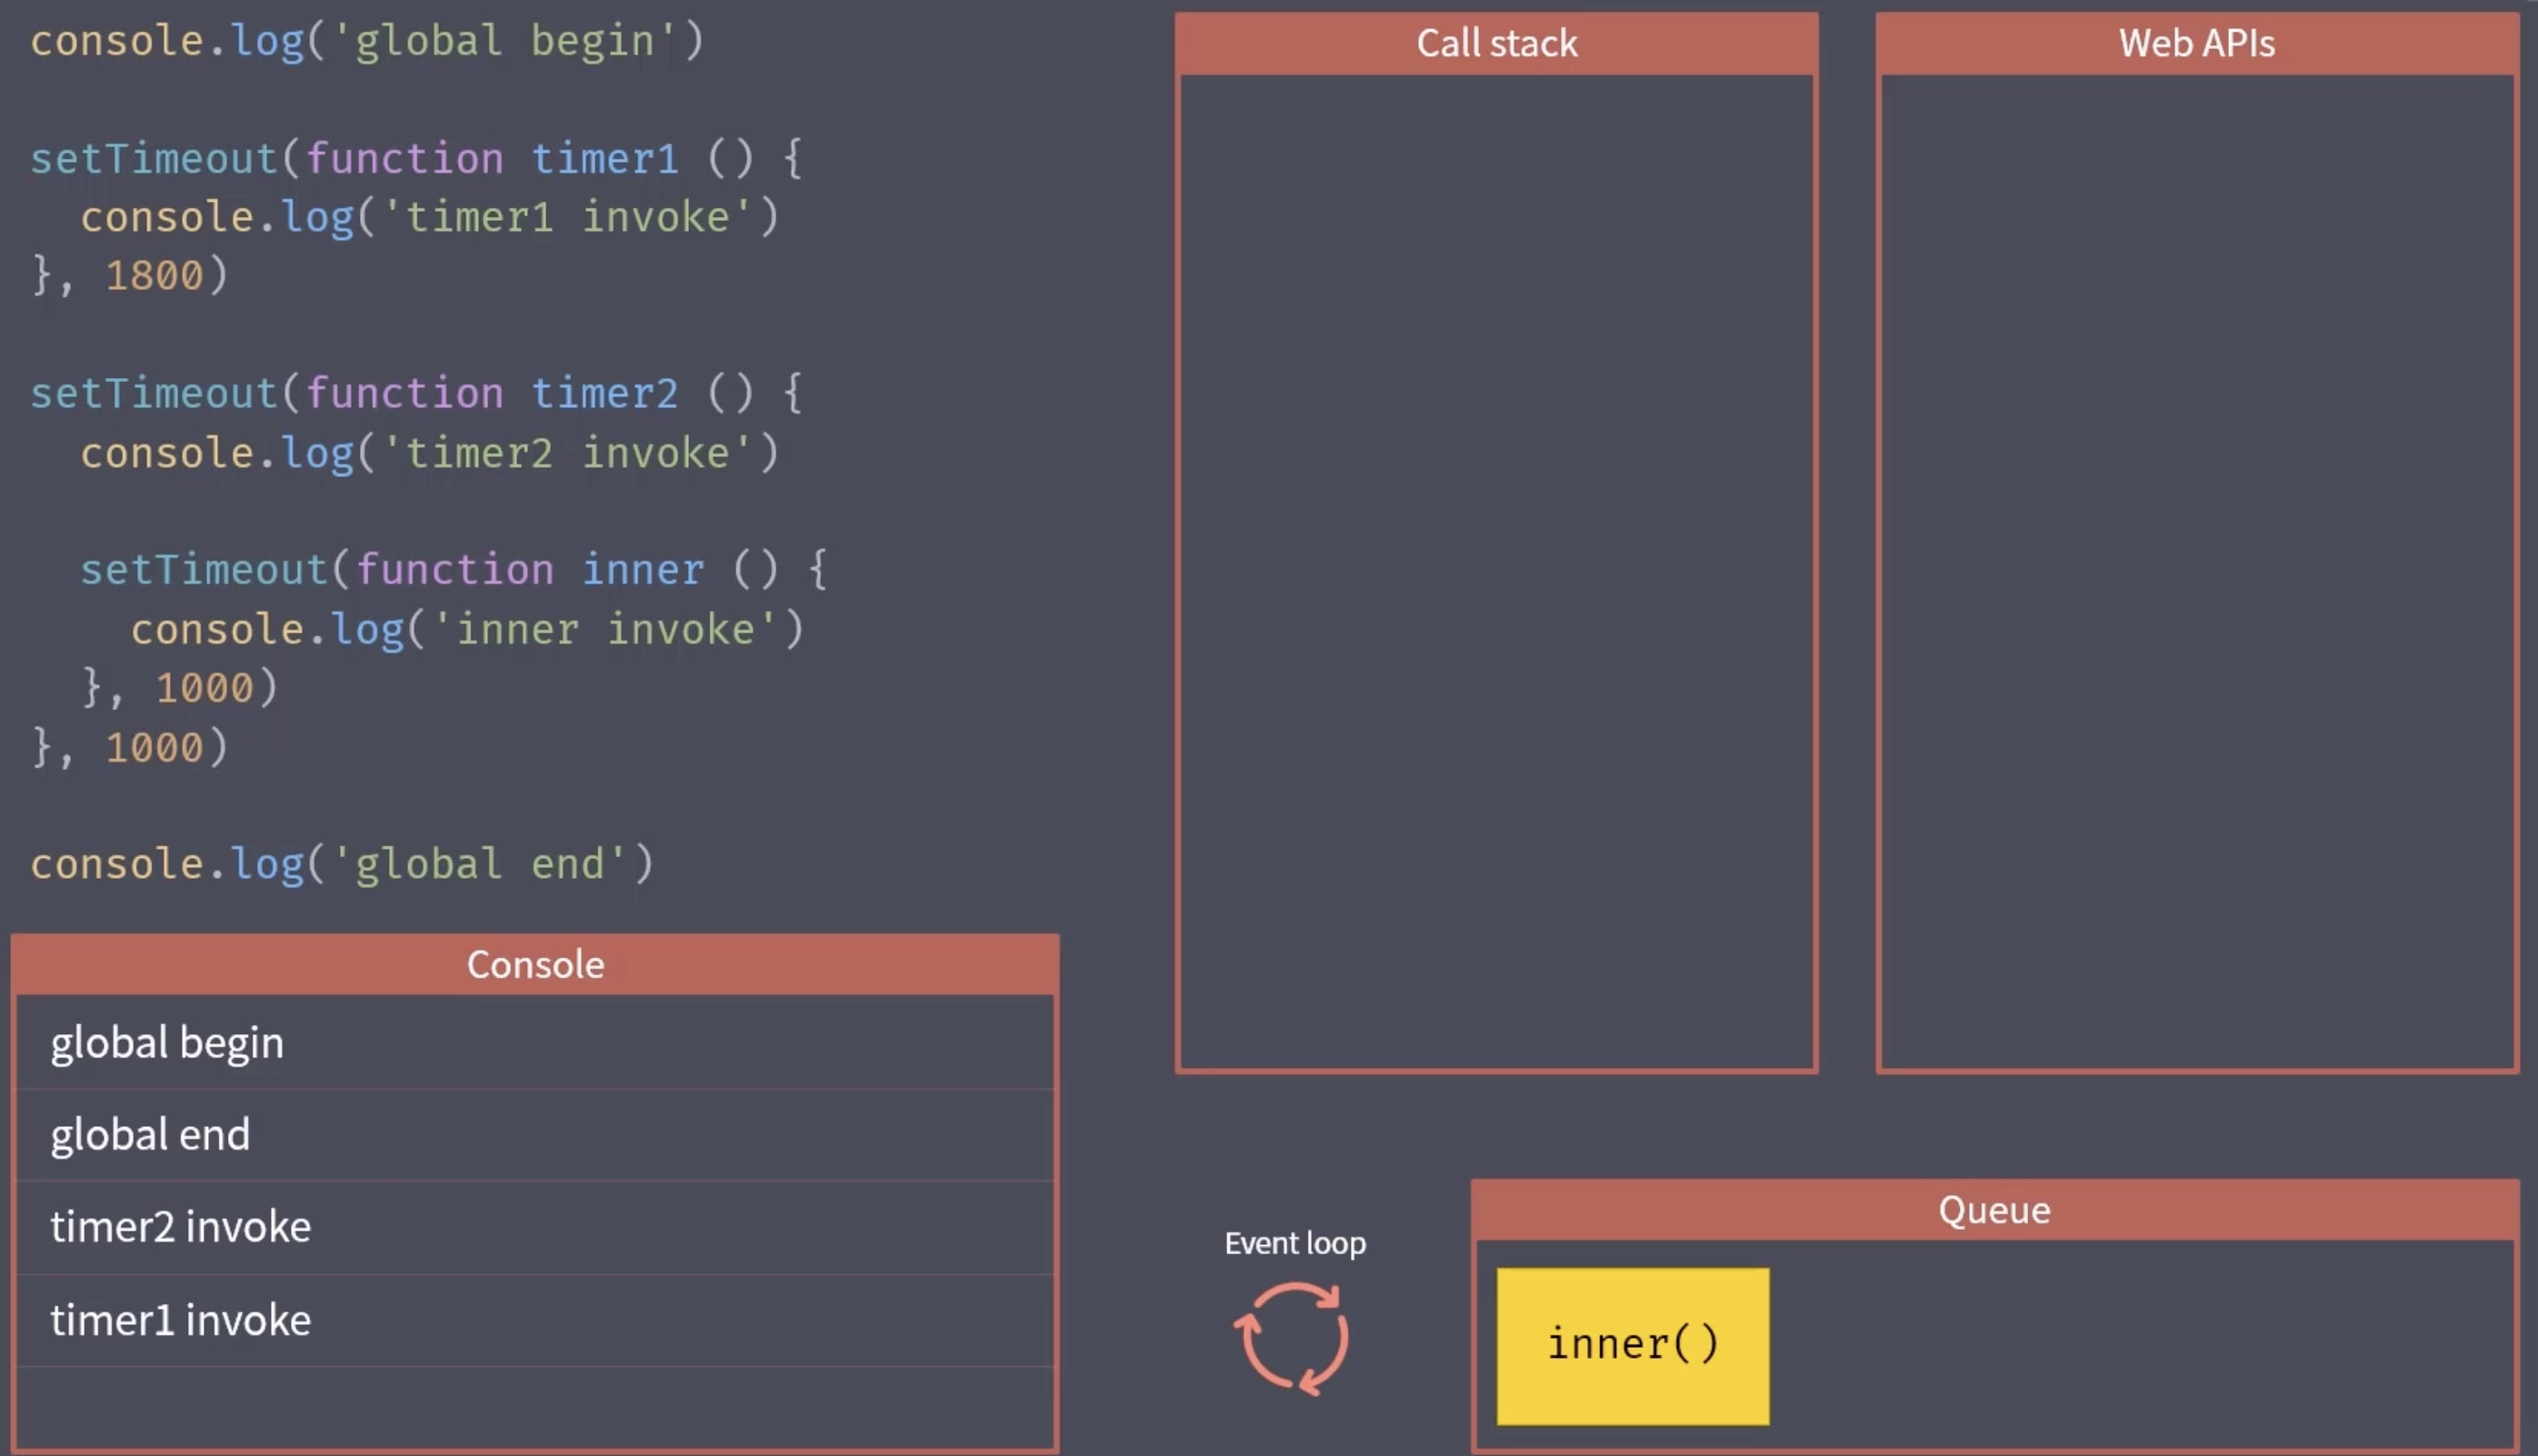 console.log('global begin')
setTimeout(function timer1 () {
  console.log('timer1 invoke')
}, 1800)
setTimeout(function timer2 () {
  console.log('timer2 invoke')
  setTimeout(function inner () {
    console.log('inner invoke')
  }, 1000)
}, 1000)
console.log('global end')
Console
global begin
global end
timer2 invoke
timer1 invoke
Call stack
Web APIs
Event loop
Queue
inner()